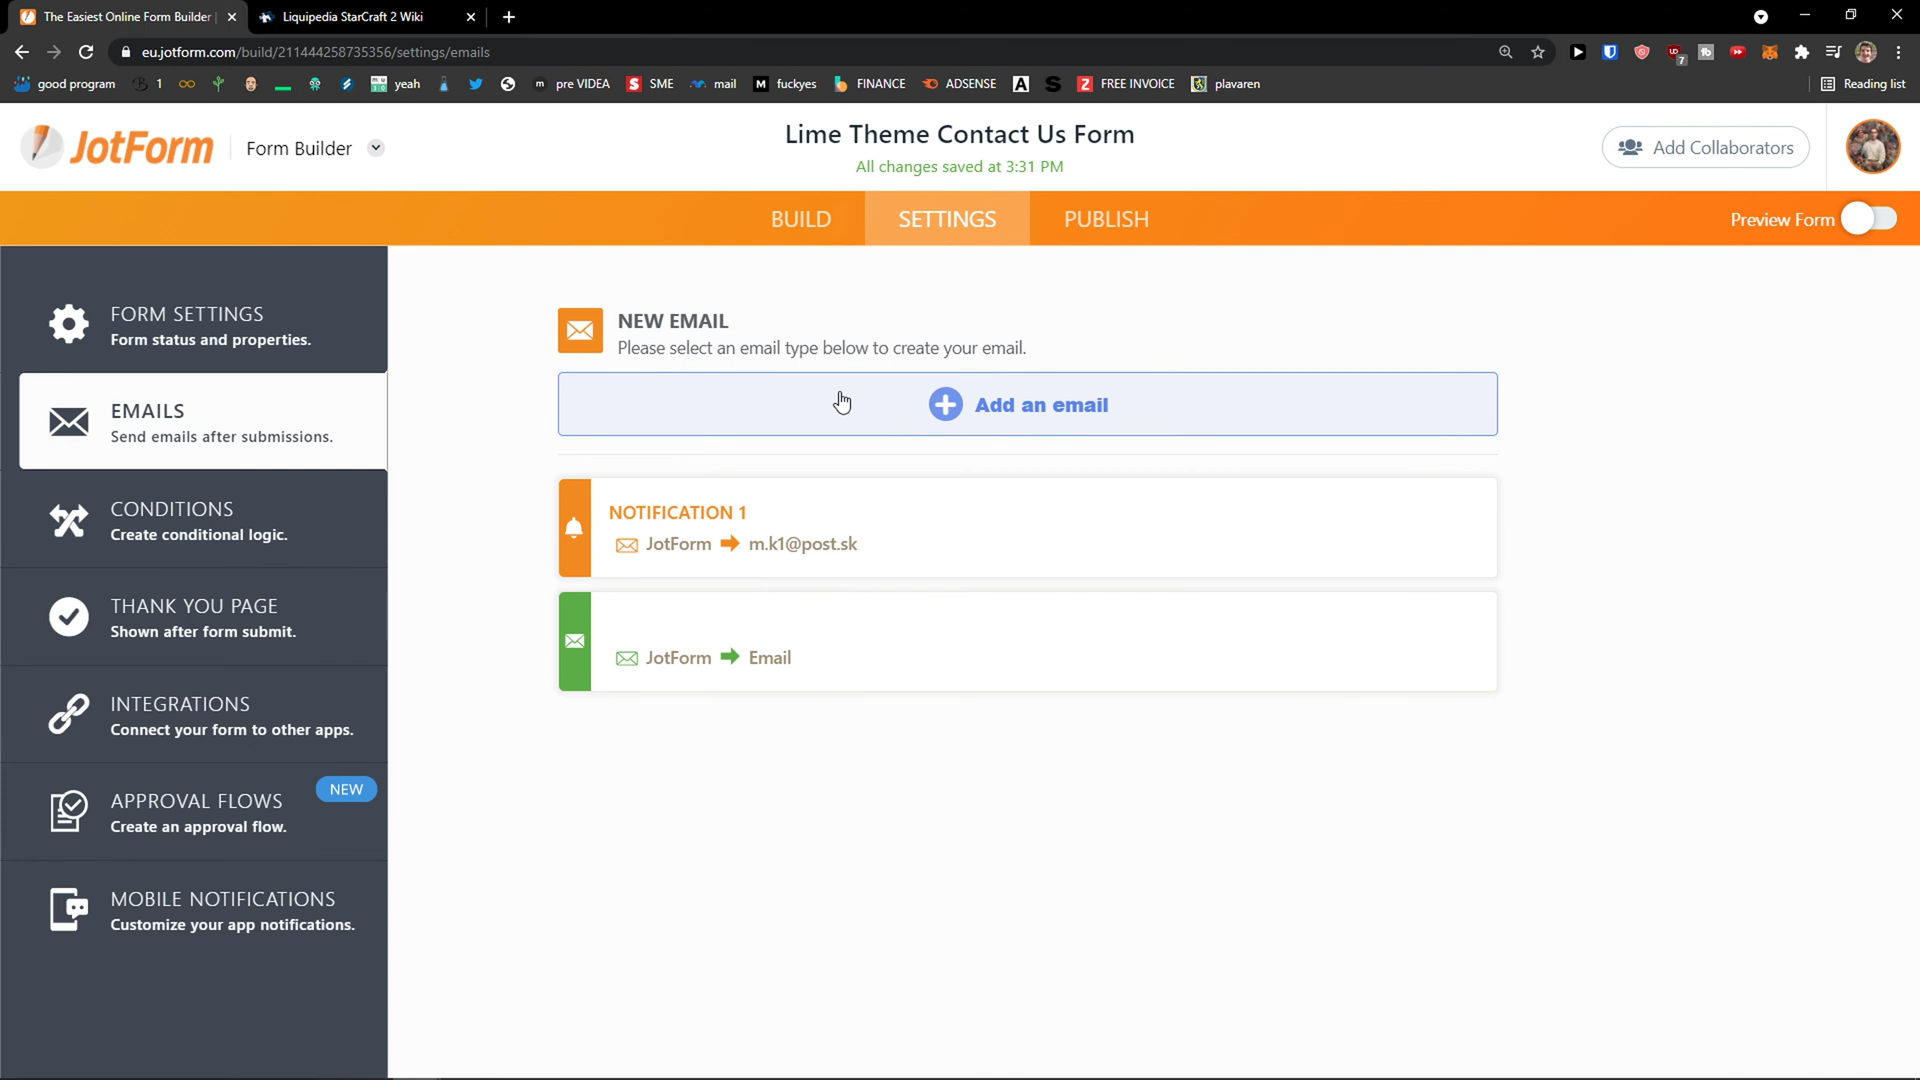 The Easiest Online Form Builder
Liquipedia StarCraft 2 Wiki
eu.jotform.com/build/211444258735356/settings/emails
7
good program
1
yeah
pre VIDEA
SME
mail
fuckyes
FINANCE
ADSENSE
FREE INVOICE
plavaren
Reading list
JotForm
Form Builder
Lime Theme Contact Us Form
All changes saved at 3:31 PM
Add Collaborators
BUILD
SETTINGS
PUBLISH
Preview Form
FORM SETTINGS
Form status and properties.
EMAILS
Send emails after submissions.
CONDITIONS
Create conditional logic.
THANK YOU PAGE
Shown after form submit.
INTEGRATIONS
Connect your form to other apps.
NEW
APPROVAL FLOWS
Create an approval flow.
MOBILE NOTIFICATIONS
Customize your app notifications.
NEW EMAIL
Please select an email type below to create your email.
Add an email
NOTIFICATION 1
JotForm m.k1@post.sk
JotForm Email